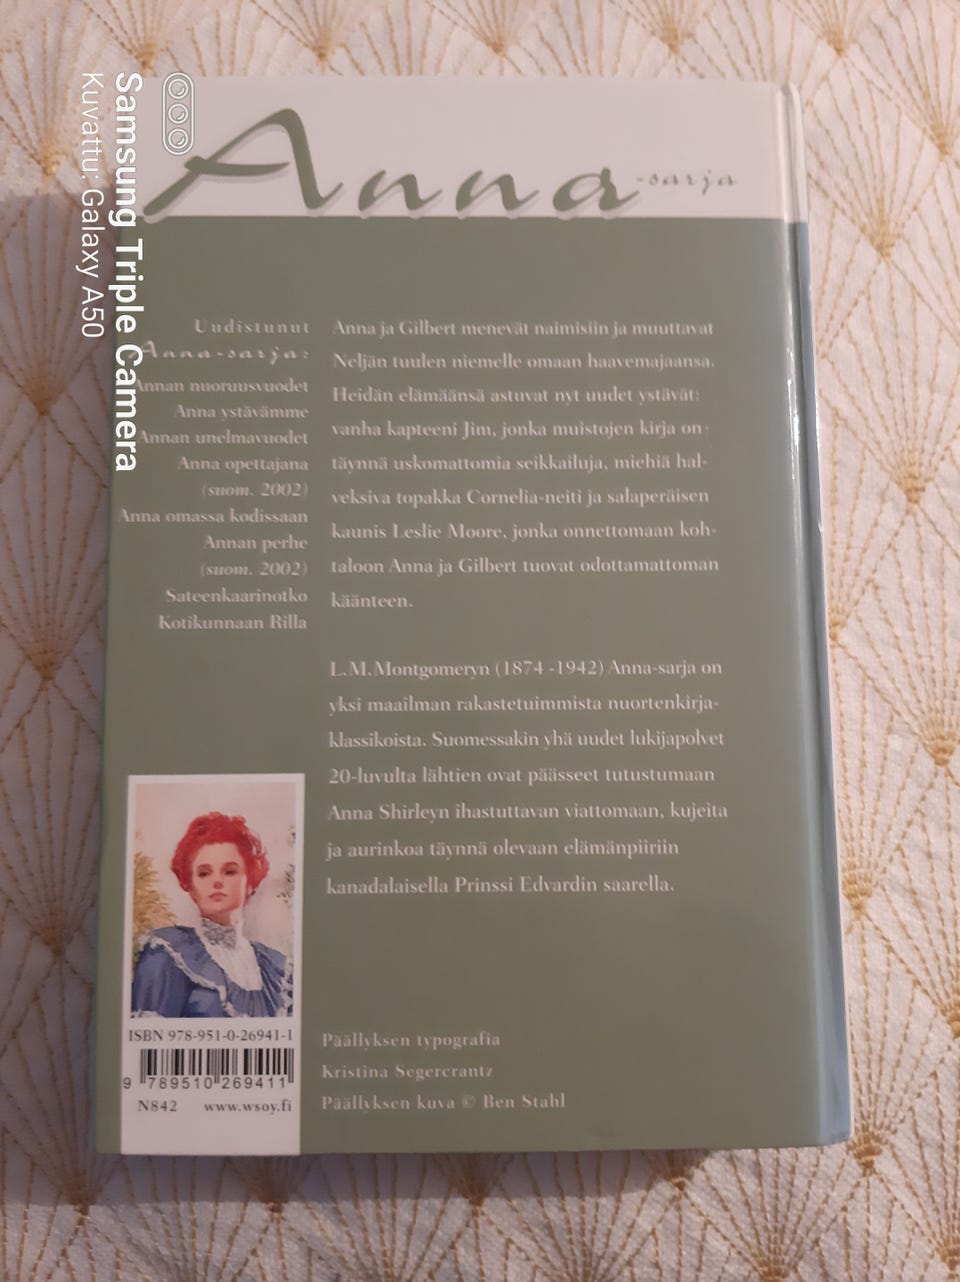 Anna-sarja
Uudistunut
Anna-sarja:
Annan nuoruusvuodet
Anna ystävämme
Annan unelmavuodet
Anna opettajana
(suom. 2002)
Anna omassa kodissaan
Annan perhe
(suom. 2002)
Sateenkaarinotko
Kotikunnaan Rilla
Anna ja Gilbert menevät naimisiin ja muuttavat
Neljän tuulen niemelle omaan haavemajaansa.
Heidän elämäänsä astuvat nyt uudet ystävät:
vanha kapteeni Jim, jonka muistojen kirja on
täynnä uskomattomia seikkailuja, miehiä hal-
veksiva topakka Cornelia-neiti ja salaperäisen
kaunis Leslie Moore, jonka onnettomaan koh-
taloon Anna ja Gilbert tuovat odottamattoman
käänteen.
L.M.Montgomeryn (1874 -1942) Anna-sarja on
yksi maailman rakastetuimmista nuortenkirja-
klassikoista. Suomessakin yhä uudet lukijapolvet
20-luvulta lähtien ovat päässeet tutustumaan
Anna Shirleyn ihastuttavan viattomaan, kujeita
ja aurinkoa täynnä olevaan elämänpiiriin
kanadalaisella Prinssi Edvardin saarella.
ISBN 978-951-0-26941-1
9 789510 269411
N842 www.wsoy.fi
Päällyksen typografia
Kristina Segercrantz
Päällyksen kuva © Ben Stahl
Samsung Triple Camera
Kuvattu: Galaxy A50